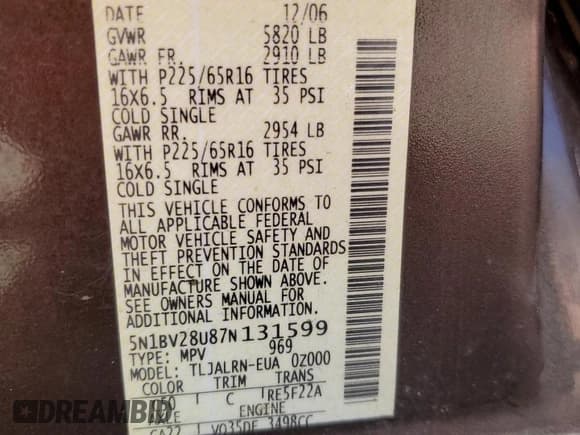 DATE 12/06
GVWR 5820 LB
GAWR FR. 2910 LB
WITH P225/65R16 TIRES
16X6.5 RIMS AT 35 PSI
COLD SINGLE
GAWR RR. 2954 LB
WITH P225/65R16 TIRES
16X6.5 RIMS AT 35 PSI
COLD SINGLE
THIS VEHICLE CONFORMS TO
ALL APPLICABLE FEDERAL
MOTOR VEHICLE SAFETY AND
THEFT PREVENTION STANDARDS
IN EFFECT ON THE DATE OF
MANUFACTURE SHOWN ABOVE.
SEE OWNERS MANUAL FOR
ADDITIONAL INFORMATION.
5N1BV28U87N131599
TYPE: MPV 969
MODEL: TLJALRN-EUA 0Z000
COLOR TRIM TRANS
C RE5F22A
ENGINE
VQ35DE 3498CC
DREAMBID